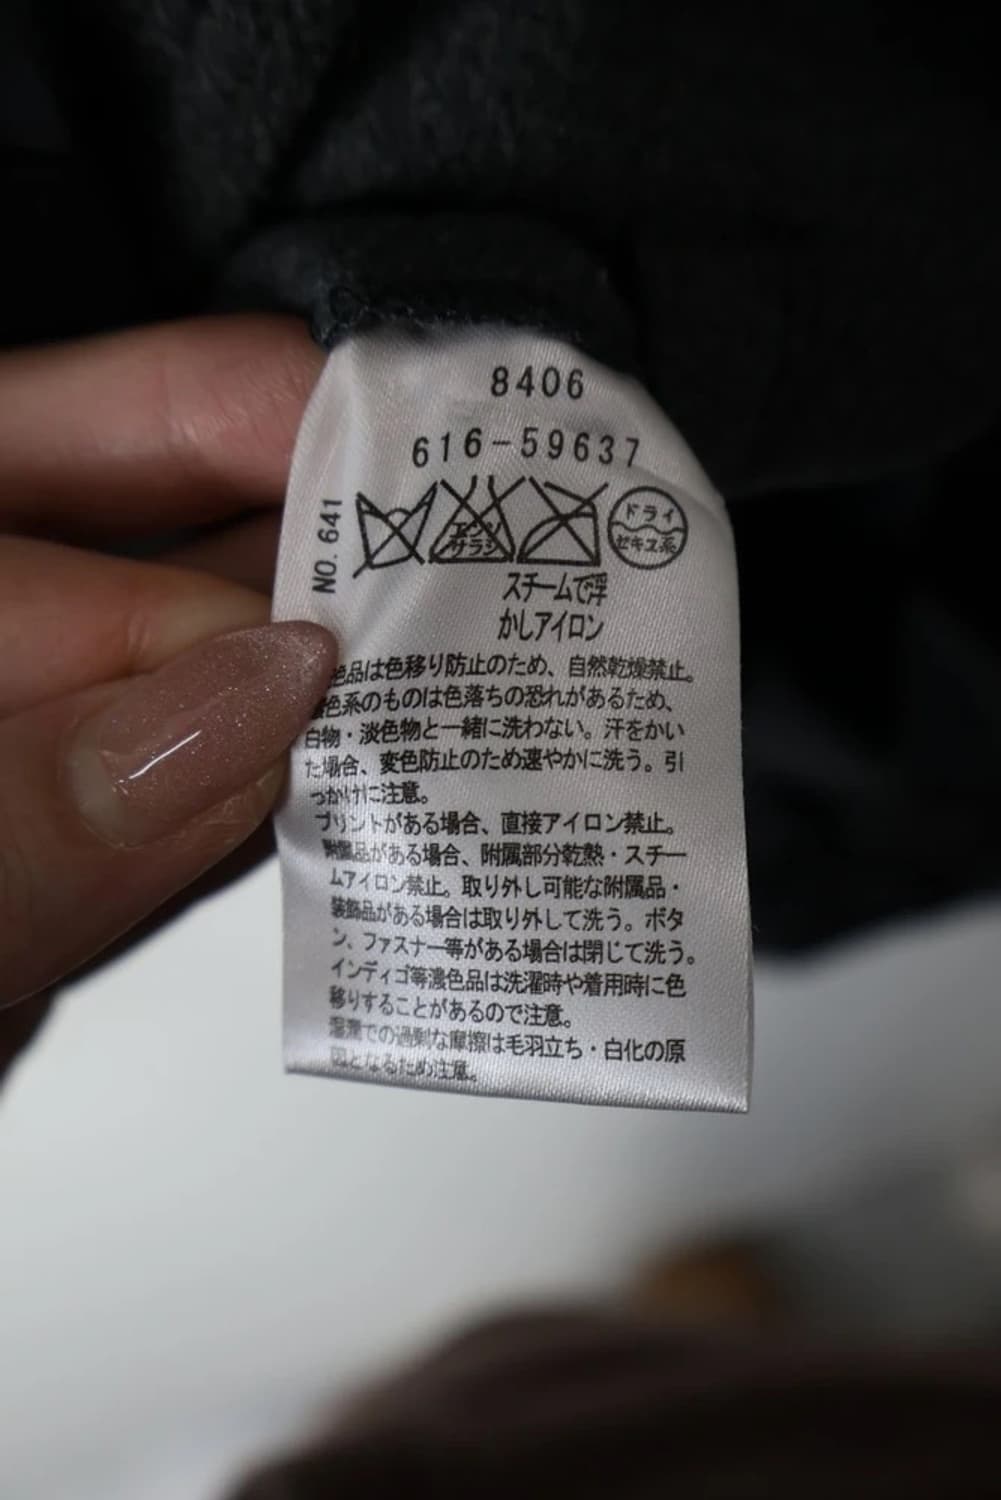 8406
616-59637
NO. 641
エンソ
サラシ
ドライ
セキユ系
スチームで浮
かしアイロン
色品は色移り防止のため、自然乾燥禁止。
色系のものは色落ちの恐れがあるため、
白物・淡色物と一緒に洗わない。汗をかい
た場合、変色防止のため速やかに洗う。引
っかけに注意。
プリントがある場合、直接アイロン禁止。
附属品がある場合、附属部分乾熱・スチー
ムアイロン禁止。取り外し可能な附属品・
装飾品がある場合は取り外して洗う。ボタ
ン、ファスナー等がある場合は閉じて洗う。
インディゴ等濃色品は洗濯時や着用時に色
移りすることがあるので注意。
湿潤での過剰な摩擦は毛羽立ち・白化の原
因となるため注意。